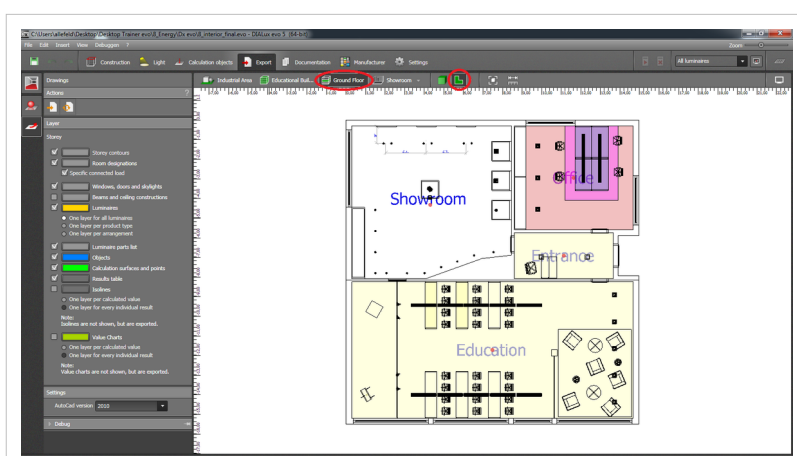 C:\Users\allefeld\Desktop\Desktop Trainer evo\8_Energy\Dx evo\8_interior_final.evo - DIALux evo 5 (64-bit)
File Edit Insert View Debuggen ?
Zoom
Construction Light Calculation objects Export Documentation Manufacturer Settings All luminaires
Drawings Industrial Area Educational Buil... Ground Floor Showroom
Actions ?
Layer
Storey
Storey contours
Room designations
Specific connected load
Windows, doors and skylights
Beams and ceiling constructions
Luminaires
One layer for all luminaires
One layer per product type
One layer per arrangement
Luminaire parts list
Objects
Calculation surfaces and points
Results table
Isolines
One layer per calculated value
One layer for every individual result
Note:
Isolines are not shown, but are exported.
Value Charts
One layer per calculated value
One layer for every individual result
Note:
Value charts are not shown, but are exported.
Settings
AutoCad version 2010
Debug
Showroom
Office
Entrance
Education